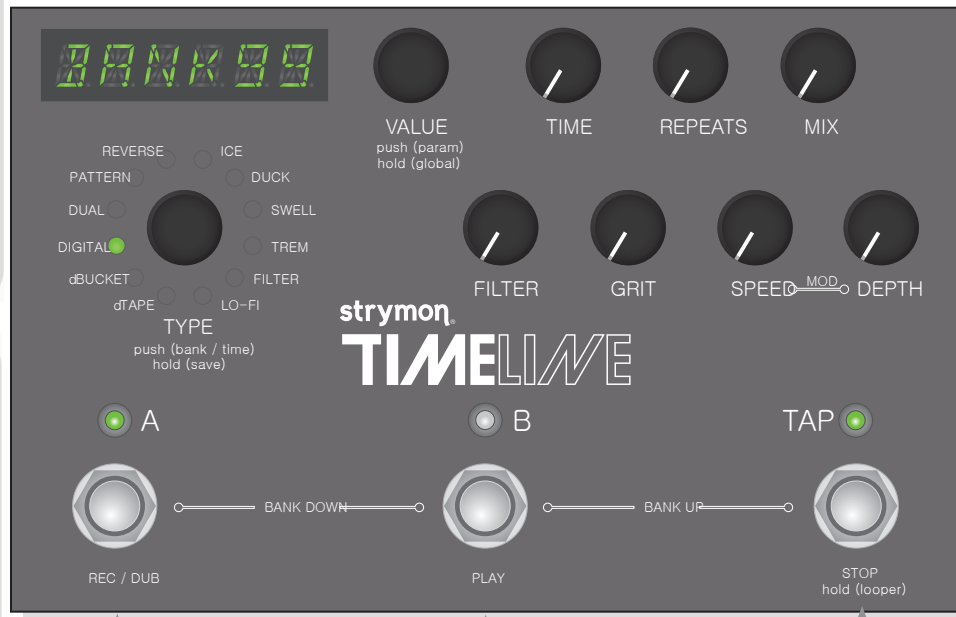 BANK99
VALUE
push (param)
hold (global)
TIME
REPEATS
MIX
REVERSE
ICE
PATTERN
DUCK
DUAL
SWELL
DIGITAL
TREM
dBUCKET
FILTER
dTAPE
LO-FI
TYPE
push (bank / time)
hold (save)
FILTER
GRIT
SPEED
MOD
DEPTH
strymon®
TIMELINE
A
B
TAP
BANK DOWN
BANK UP
REC / DUB
PLAY
STOP
hold (looper)